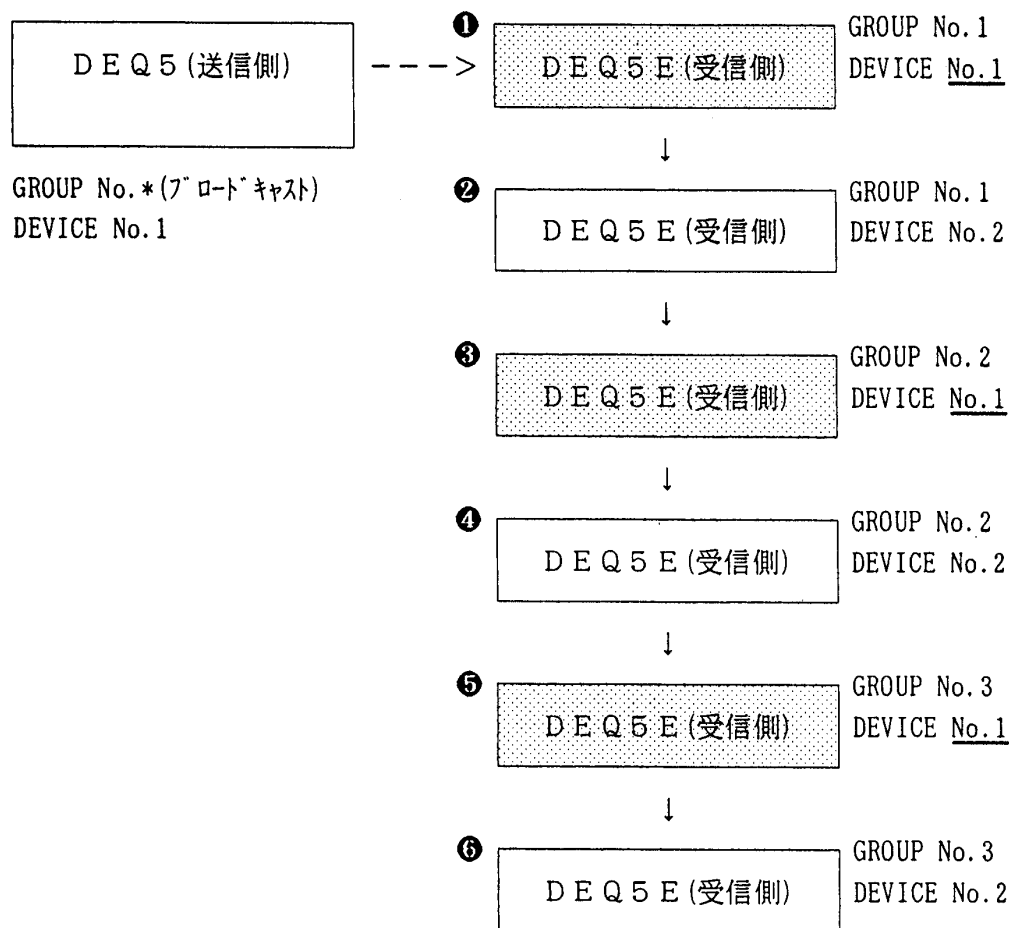 DEQ5(送信側)
--->
GROUP No.*(ﾌﾞﾛｰﾄﾞｷｬｽﾄ)
DEVICE No.1
❶
DEQ5E(受信側)
GROUP No.1
DEVICE No.1
↓
❷
DEQ5E(受信側)
GROUP No.1
DEVICE No.2
↓
❸
DEQ5E(受信側)
GROUP No.2
DEVICE No.1
↓
❹
DEQ5E(受信側)
GROUP No.2
DEVICE No.2
↓
❺
DEQ5E(受信側)
GROUP No.3
DEVICE No.1
↓
❻
DEQ5E(受信側)
GROUP No.3
DEVICE No.2